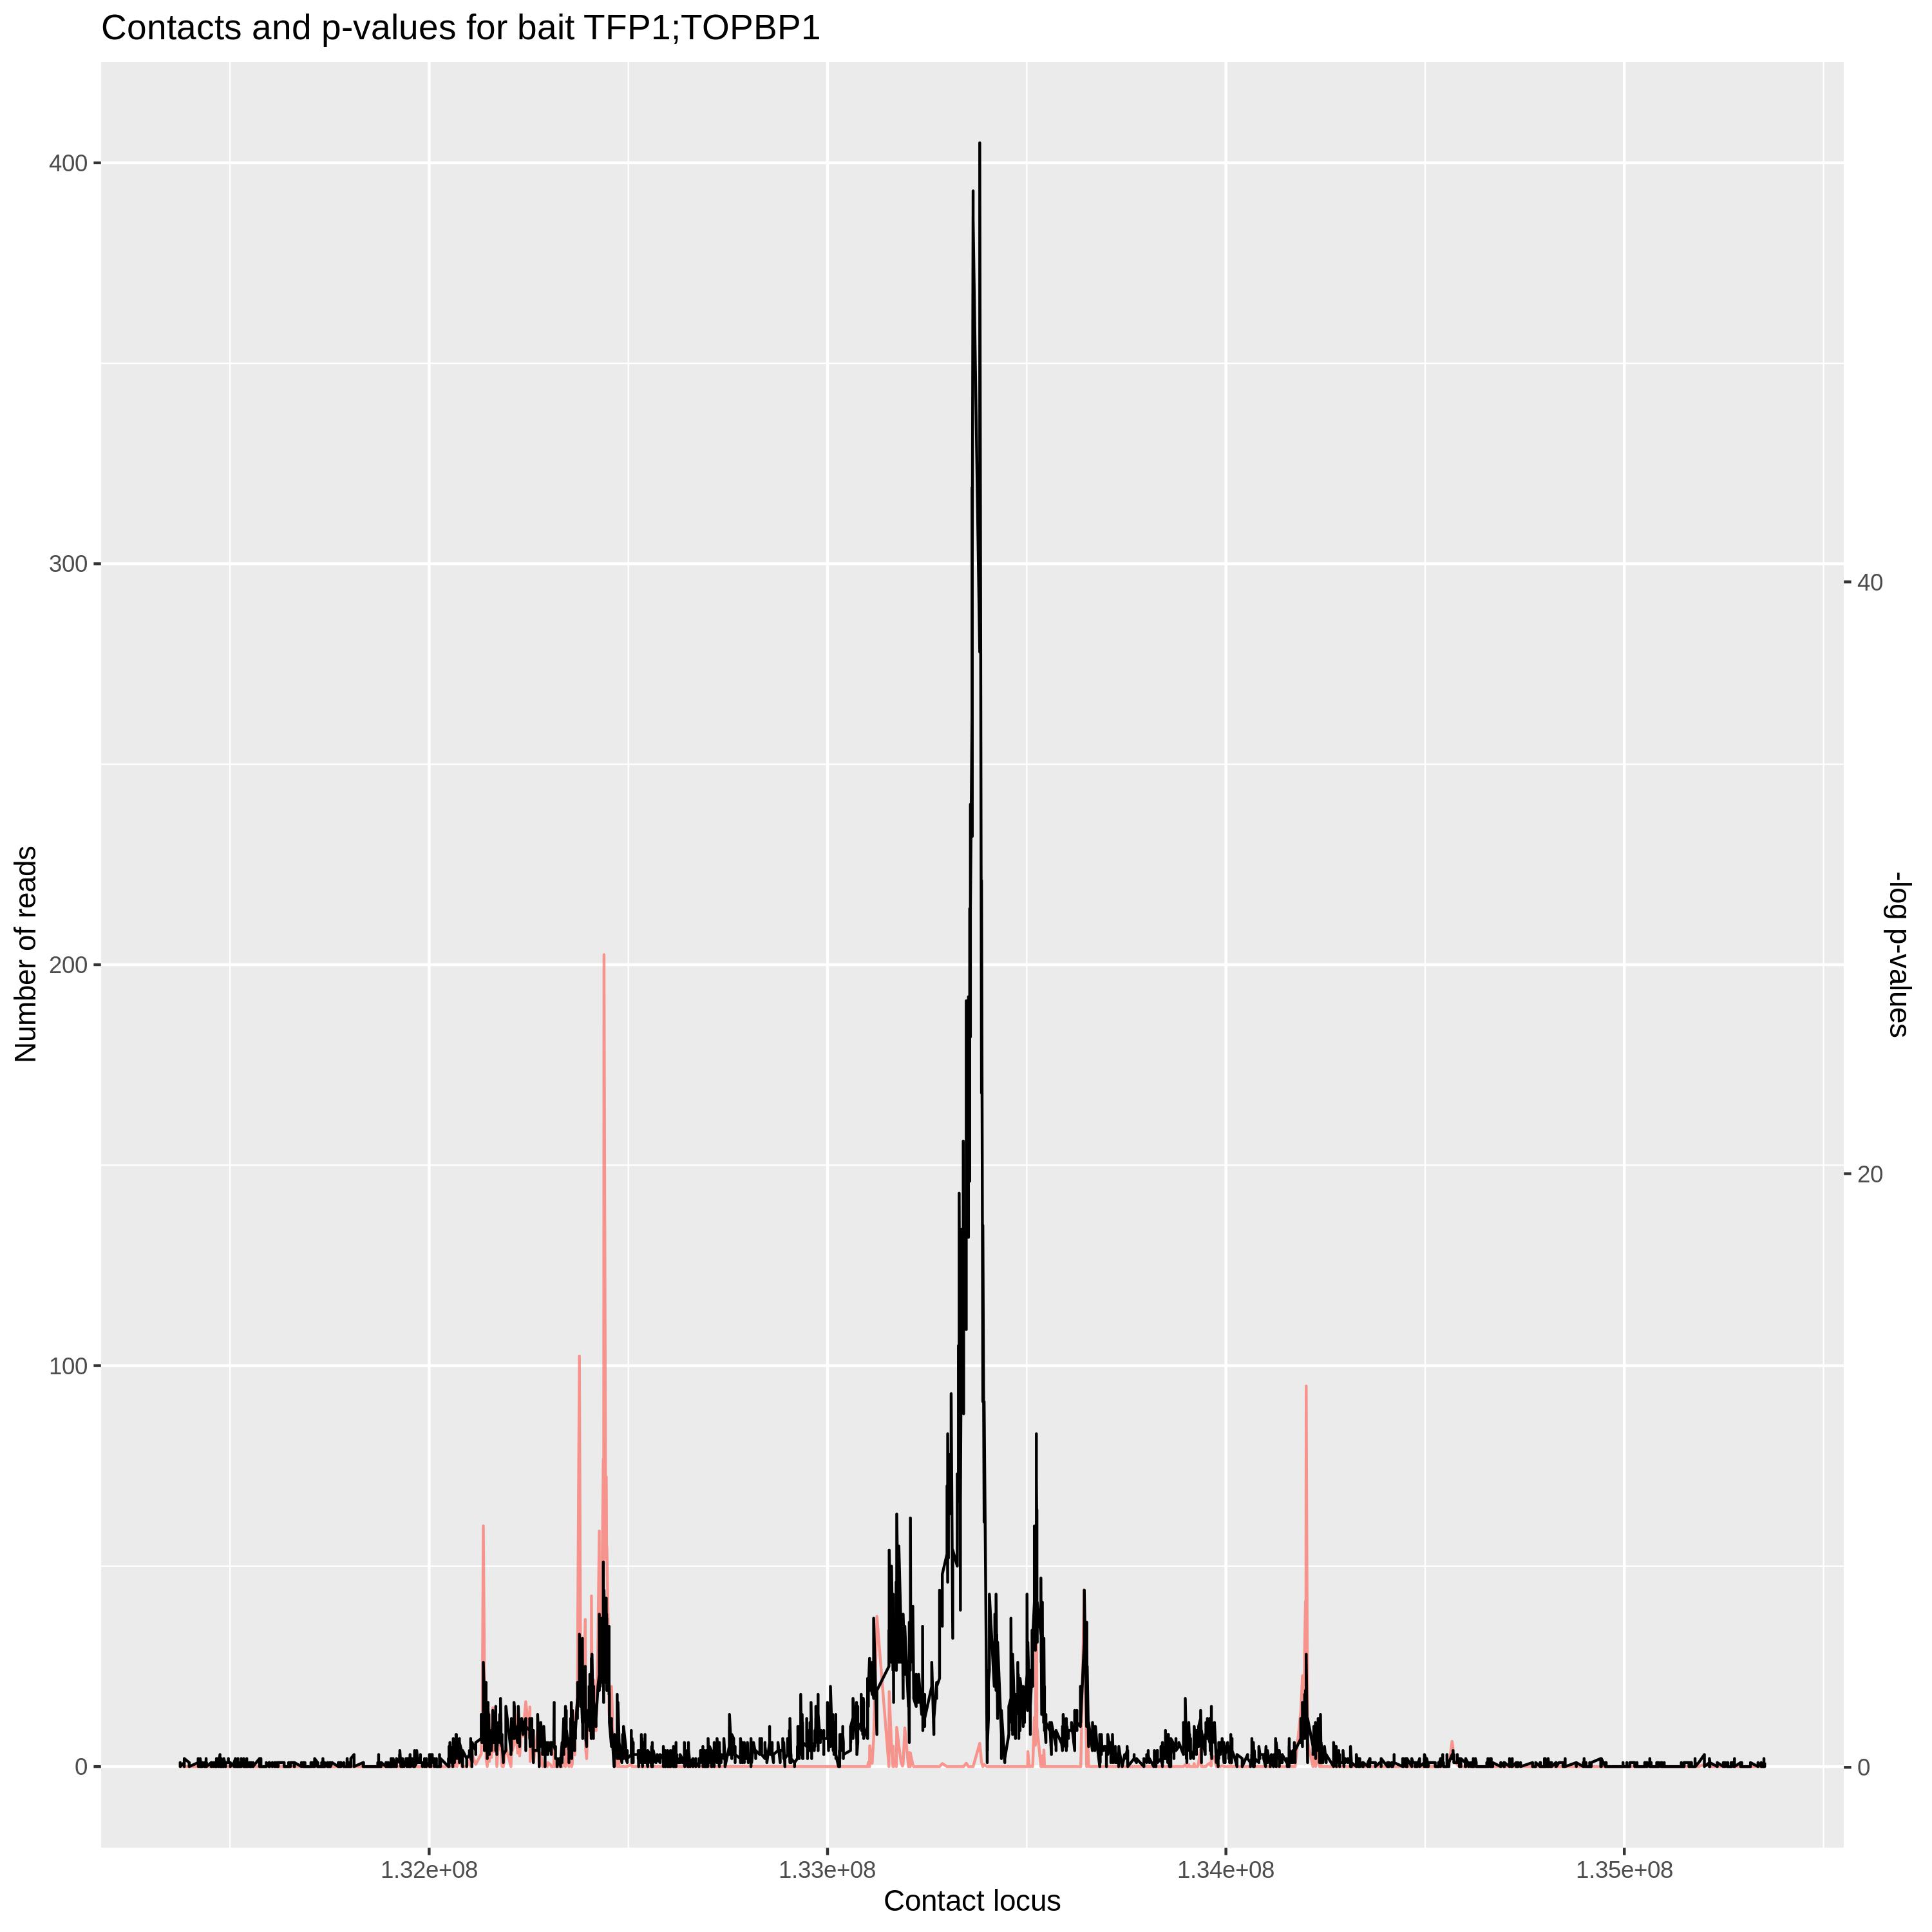 Contacts and p-values for bait TFP1;TOPBP1
400
300
200
100
0
Number of reads
40
20
0
-log p-values
1.32e+08 1.33e+08 1.34e+08 1.35e+08
Contact locus